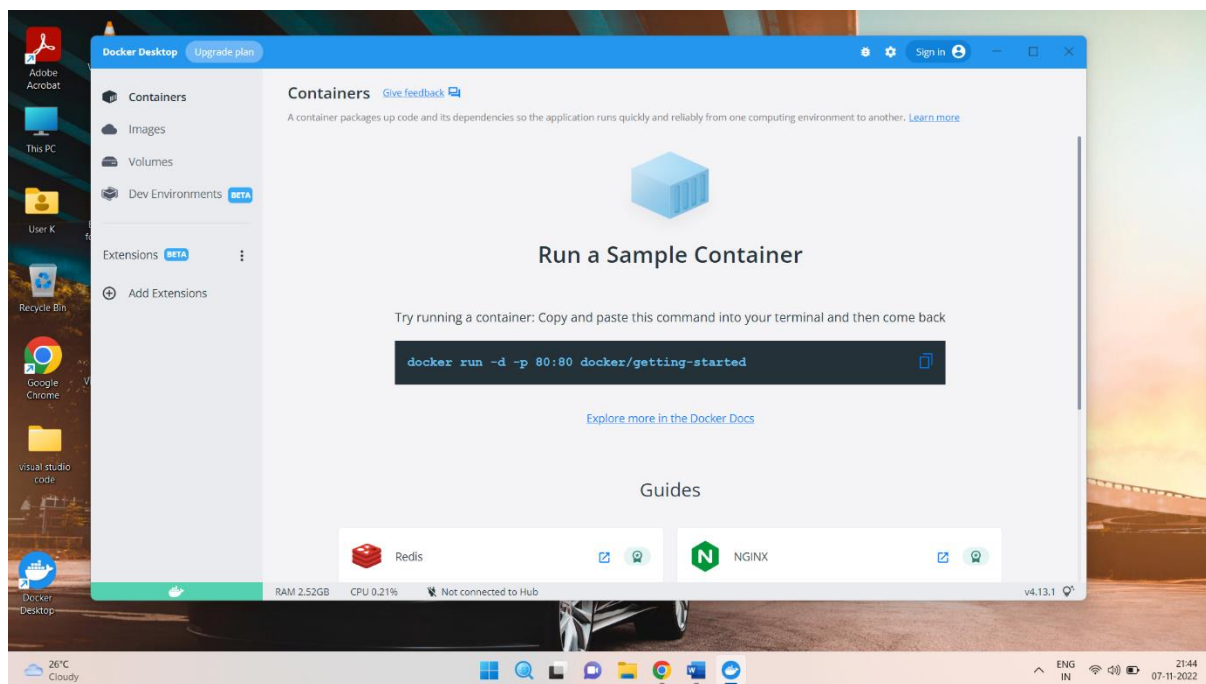 Adobe
Acrobat
This PC
User K
Recycle Bin
Google
Chrome
visual studio
code
Docker
Desktop
Docker Desktop Upgrade plan
Sign in
Containers
Images
Volumes
Dev Environments BETA
Extensions BETA
Add Extensions
Containers Give feedback
A container packages up code and its dependencies so the application runs quickly and reliably from one computing environment to another. Learn more
Run a Sample Container
Try running a container: Copy and paste this command into your terminal and then come back
docker run -d -p 80:80 docker/getting-started
Explore more in the Docker Docs
Guides
Redis
NGINX
RAM 2.52GB CPU 0.21% Not connected to Hub
v4.13.1
26°C
Cloudy
ENG
IN
21:44
07-11-2022